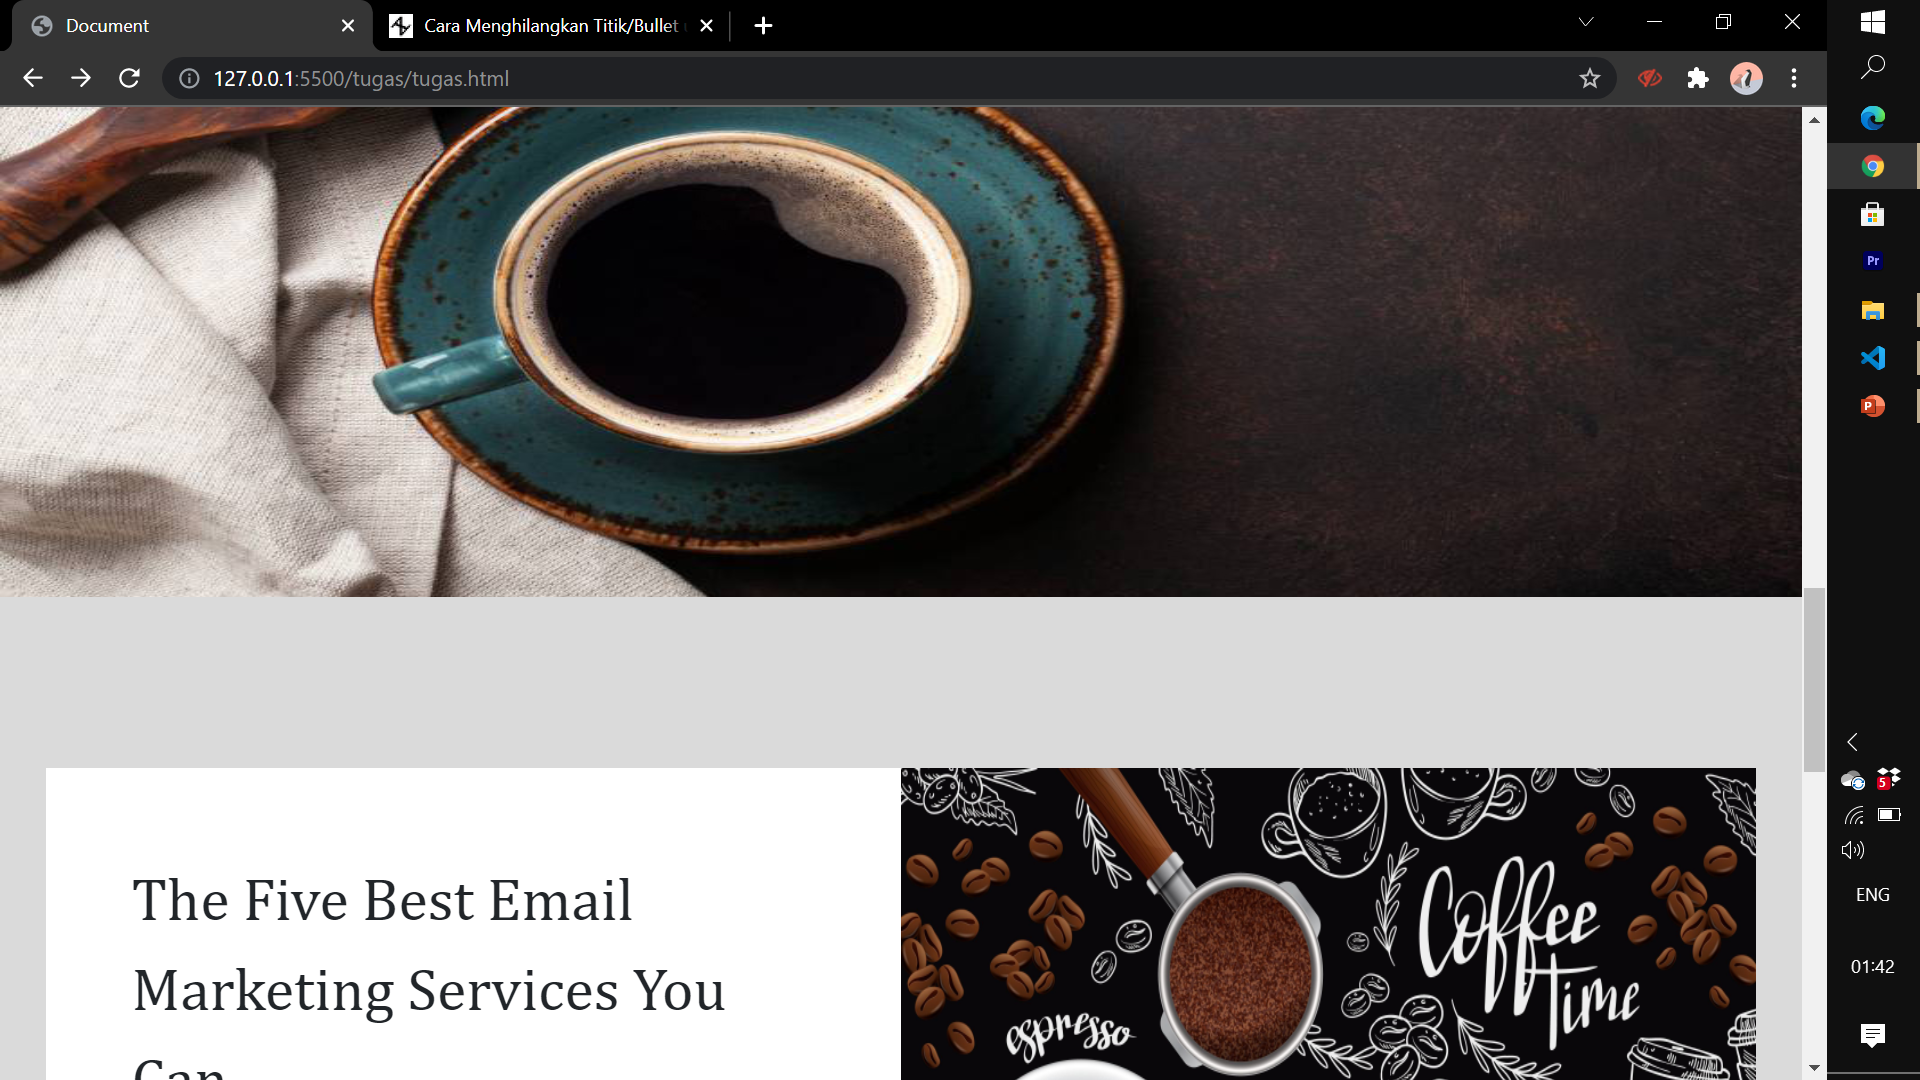 Document
Cara Menghilangkan Titik/Bullet
127.0.0.1:5500/tugas/tugas.html
Pr
P
5
ENG
01:42
The Five Best Email
Marketing Services You
Can
Coffee
Time
espresso